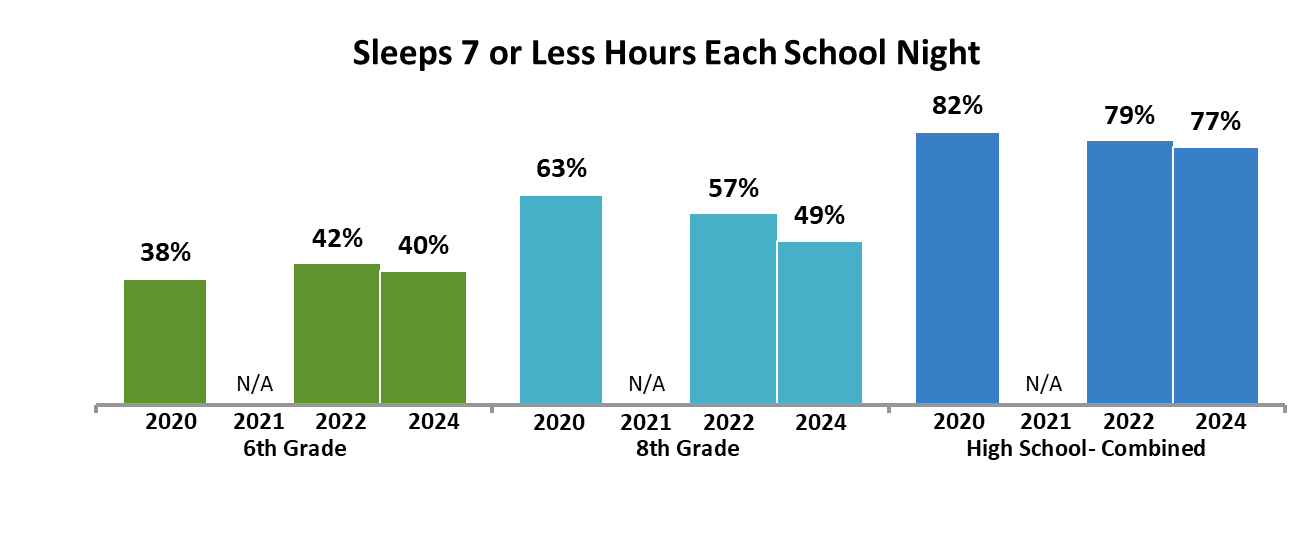 Sleeps 7 or Less Hours Each School Night
38%
42%
40%
63%
57%
49%
82%
79%
77%
N/A
N/A
N/A
2020 2021 2022 2024 2020 2021 2022 2024 2020 2021 2022 2024
6th Grade 8th Grade High School- Combined